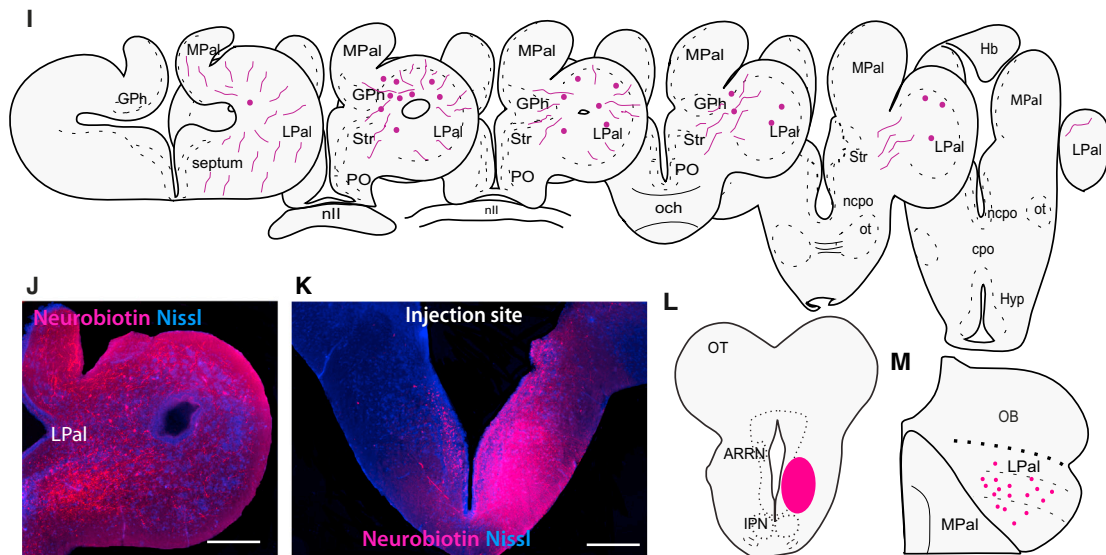 I
MPal
GPh
septum
LPal
MPal
GPh
Str
LPal
PO
nII
MPal
GPh
Str
LPal
PO
nII
MPal
GPh
Str
LPal
PO
och
MPal
Str
LPal
ncpo
ot
Hb
MPal
LPal
ncpo
ot
cpo
Hyp
J
Neurobiotin Nissl
LPal
K
Injection site
Neurobiotin Nissl
L
OT
ARRN
IPN
M
OB
LPal
MPal